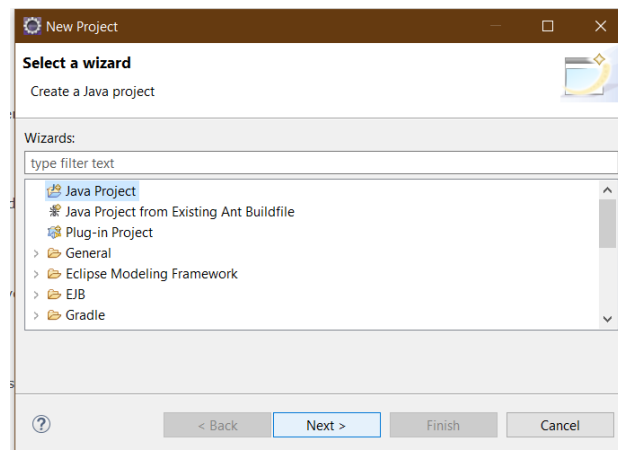 New Project
Select a wizard
Create a Java project
Wizards:
type filter text
Java Project
Java Project from Existing Ant Buildfile
Plug-in Project
> General
> Eclipse Modeling Framework
> EJB
> Gradle
? < Back Next > Finish Cancel